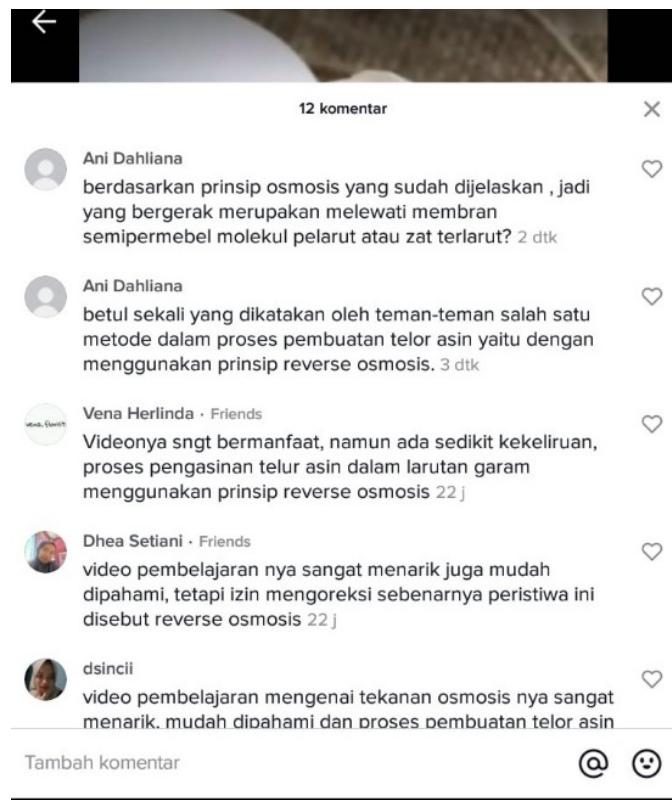 12 komentar
Ani Dahliana
berdasarkan prinsip osmosis yang sudah dijelaskan , jadi
yang bergerak merupakan melewati membran
semipermebel molekul pelarut atau zat terlarut? 2 dtk
Ani Dahliana
betul sekali yang dikatakan oleh teman-teman salah satu
metode dalam proses pembuatan telor asin yaitu dengan
menggunakan prinsip reverse osmosis. 3 dtk
vena. florist
Vena Herlinda · Friends
Videonya sngt bermanfaat, namun ada sedikit kekeliruan,
proses pengasinan telur asin dalam larutan garam
menggunakan prinsip reverse osmosis 22 j
Dhea Setiani · Friends
video pembelajaran nya sangat menarik juga mudah
dipahami, tetapi izin mengoreksi sebenarnya peristiwa ini
disebut reverse osmosis 22 j
dsincii
video pembelajaran mengenai tekanan osmosis nya sangat
menarik, mudah dipahami dan proses pembuatan telor asin
Tambah komentar